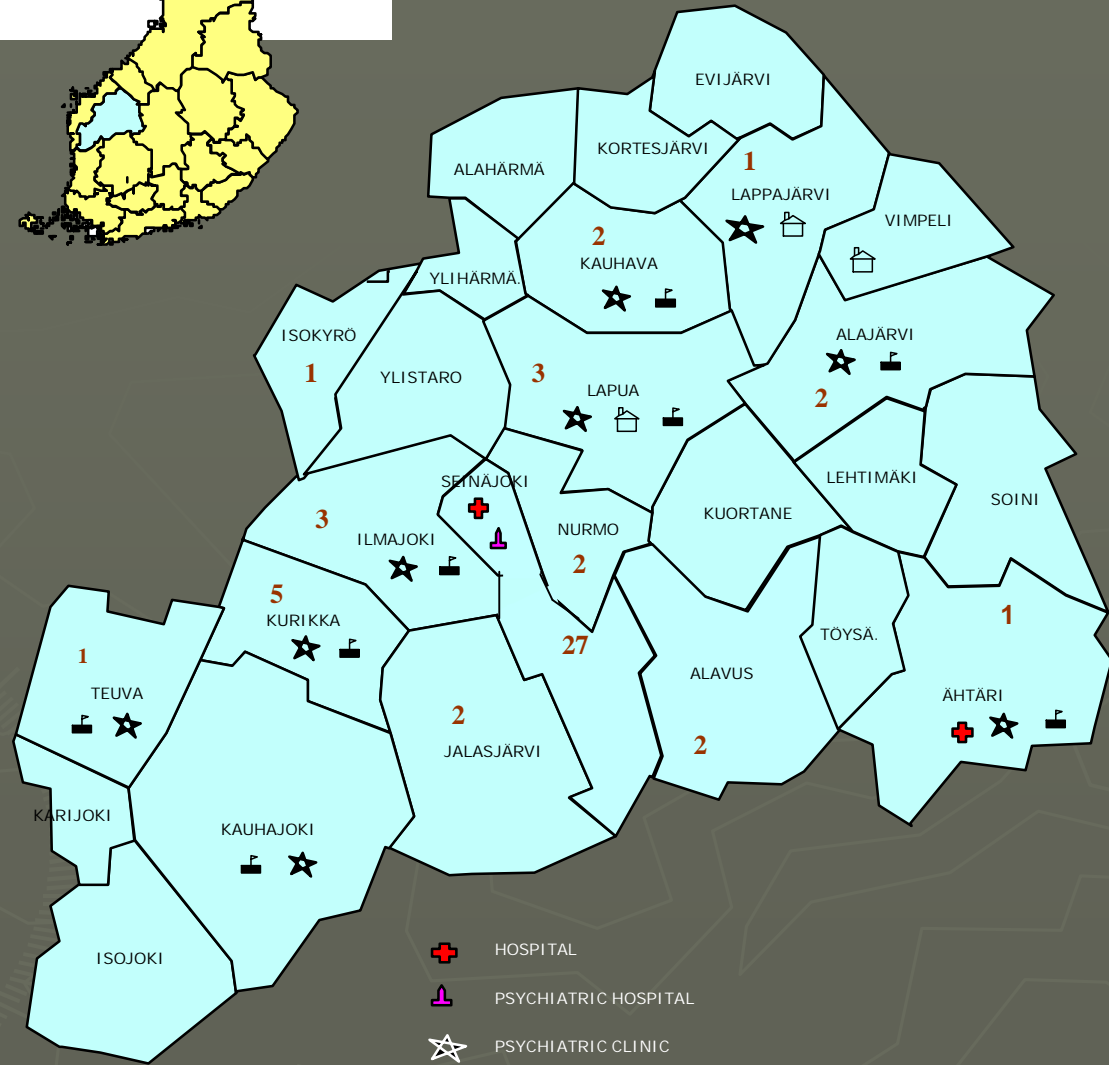 EVIJÄRVI
KORTESJÄRVI
ALAHÄRMÄ
1
LAPPAJÄRVI
VIMPELI
2
KAUHAVA
YLIHÄRMÄ.
ISOKYRÖ
1
YLISTARO
3
LAPUA
ALAJÄRVI
2
LEHTIMÄKI
SOINI
SEINÄJOKI
KUORTANE
NURMO
2
3
ILMAJOKI
5
KURIKKA
27
TÖYSÄ.
1
ÄHTÄRI
1
TEUVA
ALAVUS
2
2
JALASJÄRVI
KARIJOKI
KAUHAJOKI
ISOJOKI
HOSPITAL
PSYCHIATRIC HOSPITAL
PSYCHIATRIC CLINIC